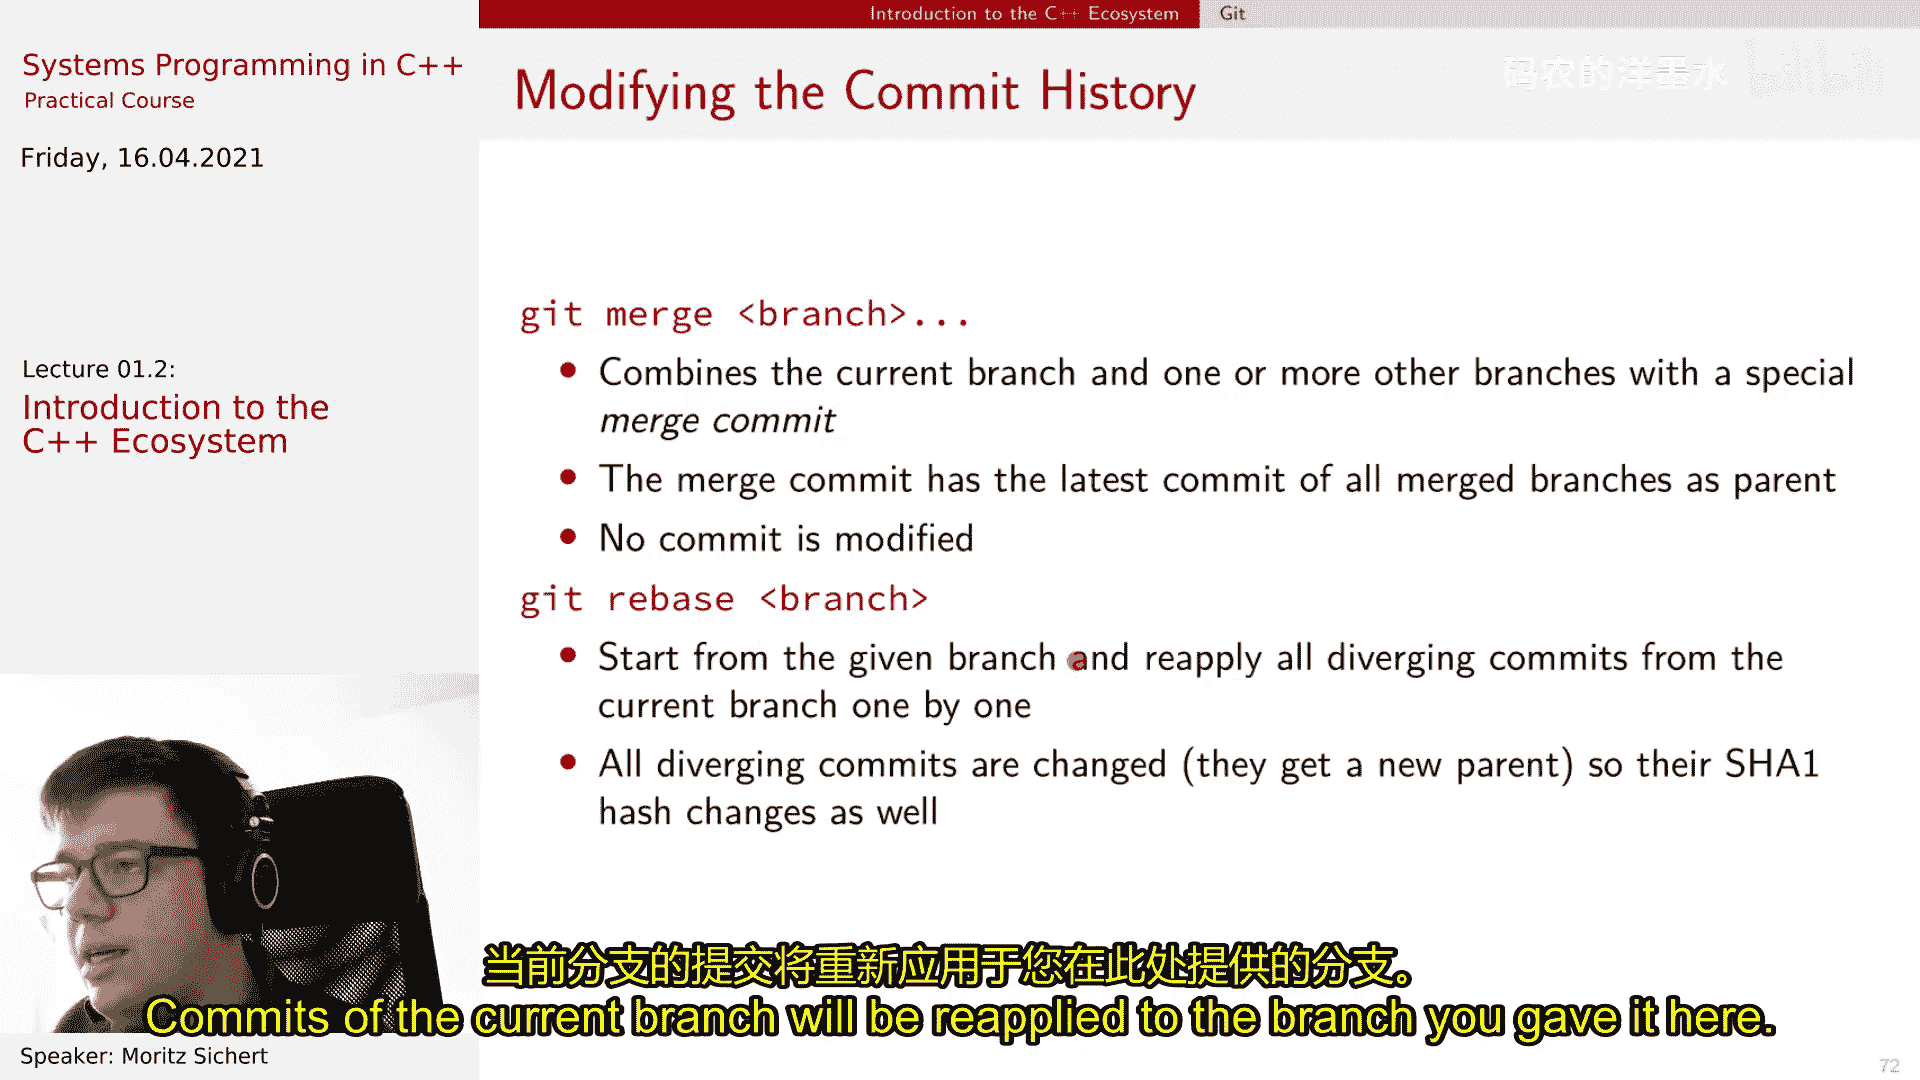 Introduction to the C++ Ecosystem Git
Systems Programming in C++
Practical Course
Friday, 16.04.2021
Modifying the Commit History
码农的洋墨水 bilibili
git merge <branch>...
• Combines the current branch and one or more other branches with a special
merge commit
• The merge commit has the latest commit of all merged branches as parent
• No commit is modified
Lecture 01.2:
Introduction to the
C++ Ecosystem
git rebase <branch>
• Start from the given branch and reapply all diverging commits from the
current branch one by one
• All diverging commits are changed (they get a new parent) so their SHA1
hash changes as well
当前分支的提交将重新应用于您在此处提供的分支。
Commits of the current branch will be reapplied to the branch you gave it here.
Speaker: Moritz Sichert
72